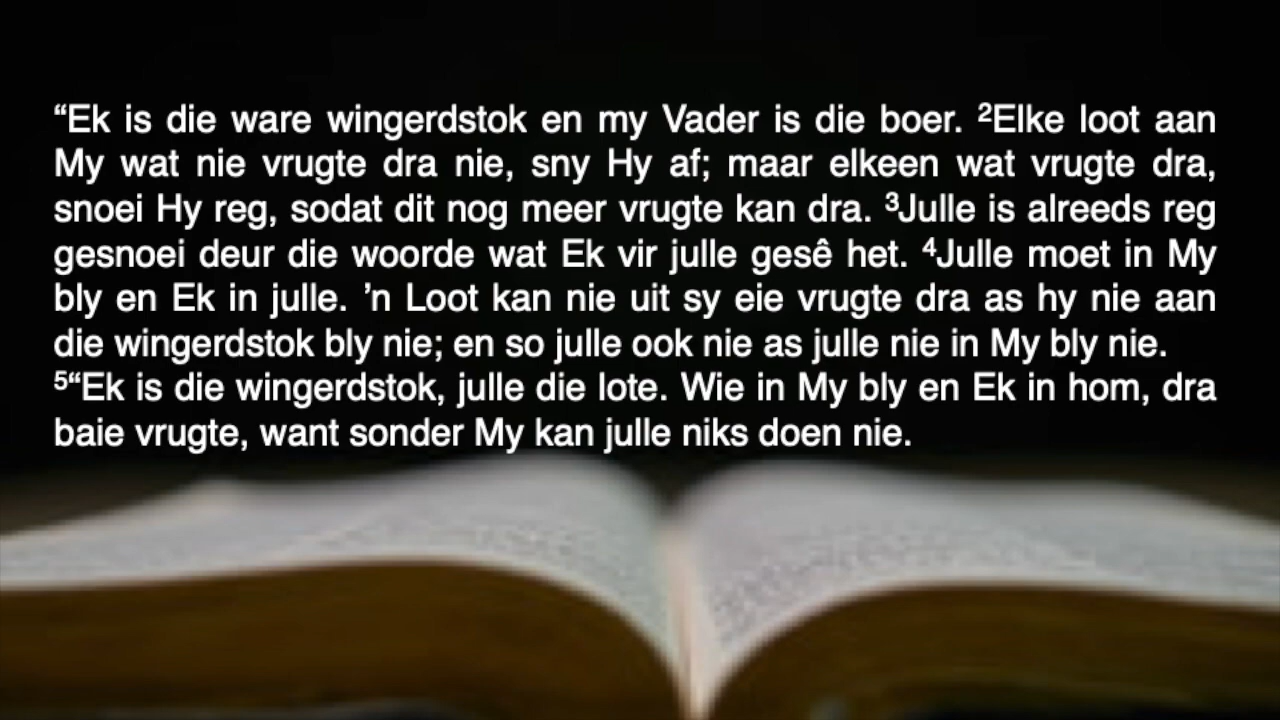 “Ek is die ware wingerdstok en my Vader is die boer. ²Elke loot aan
My wat nie vrugte dra nie, sny Hy af; maar elkeen wat vrugte dra,
snoei Hy reg, sodat dit nog meer vrugte kan dra. ³Julle is alreeds reg
gesnoei deur die woorde wat Ek vir julle gesê het. ⁴Julle moet in My
bly en Ek in julle. ’n Loot kan nie uit sy eie vrugte dra as hy nie aan
die wingerdstok bly nie; en so julle ook nie as julle nie in My bly nie.
⁵“Ek is die wingerdstok, julle die lote. Wie in My bly en Ek in hom, dra
baie vrugte, want sonder My kan julle niks doen nie.